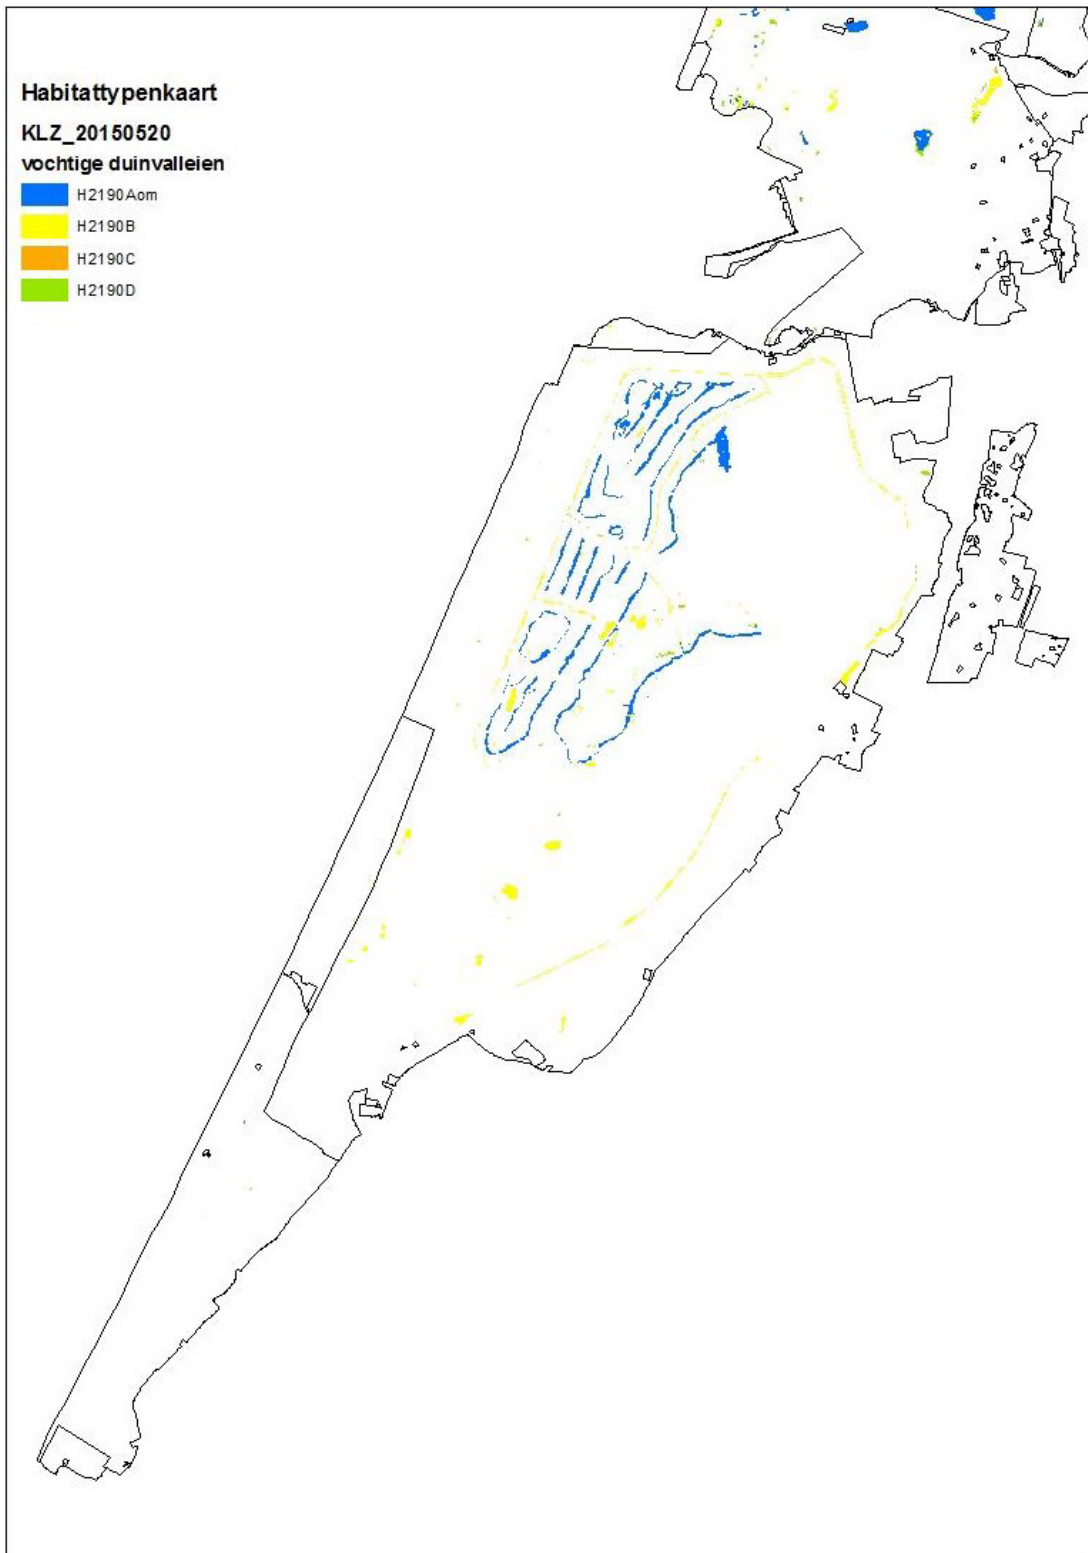 Habitattypenkaart
KLZ_20150520
vochtige duinvalleien
H2190Aom
H2190B
H2190C
H2190D